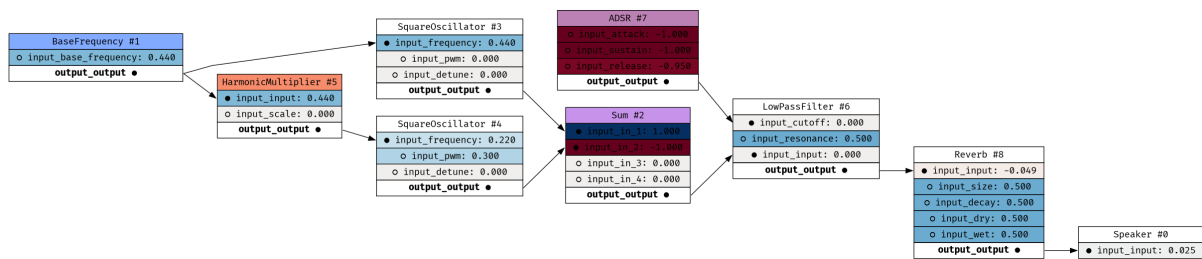 BaseFrequency #1
input_base_frequency: 0.440
output_output
HarmonicMultiplier #5
input_input: 0.440
input_scale: 0.000
output_output
SquareOscillator #3
input_frequency: 0.440
input_pwm: 0.000
input_detune: 0.000
output_output
SquareOscillator #4
input_frequency: 0.220
input_pwm: 0.300
input_detune: 0.000
output_output
ADSR #7
input_attack: -1.000
input_sustain: -1.000
input_release: -0.950
output_output
Sum #2
input_in_1: 1.000
input_in_2: -1.000
input_in_3: 0.000
input_in_4: 0.000
output_output
LowPassFilter #6
input_cutoff: 0.000
input_resonance: 0.500
input_input: 0.000
output_output
Reverb #8
input_input: -0.049
input_size: 0.500
input_decay: 0.500
input_dry: 0.500
input_wet: 0.500
output_output
Speaker #0
input_input: 0.025